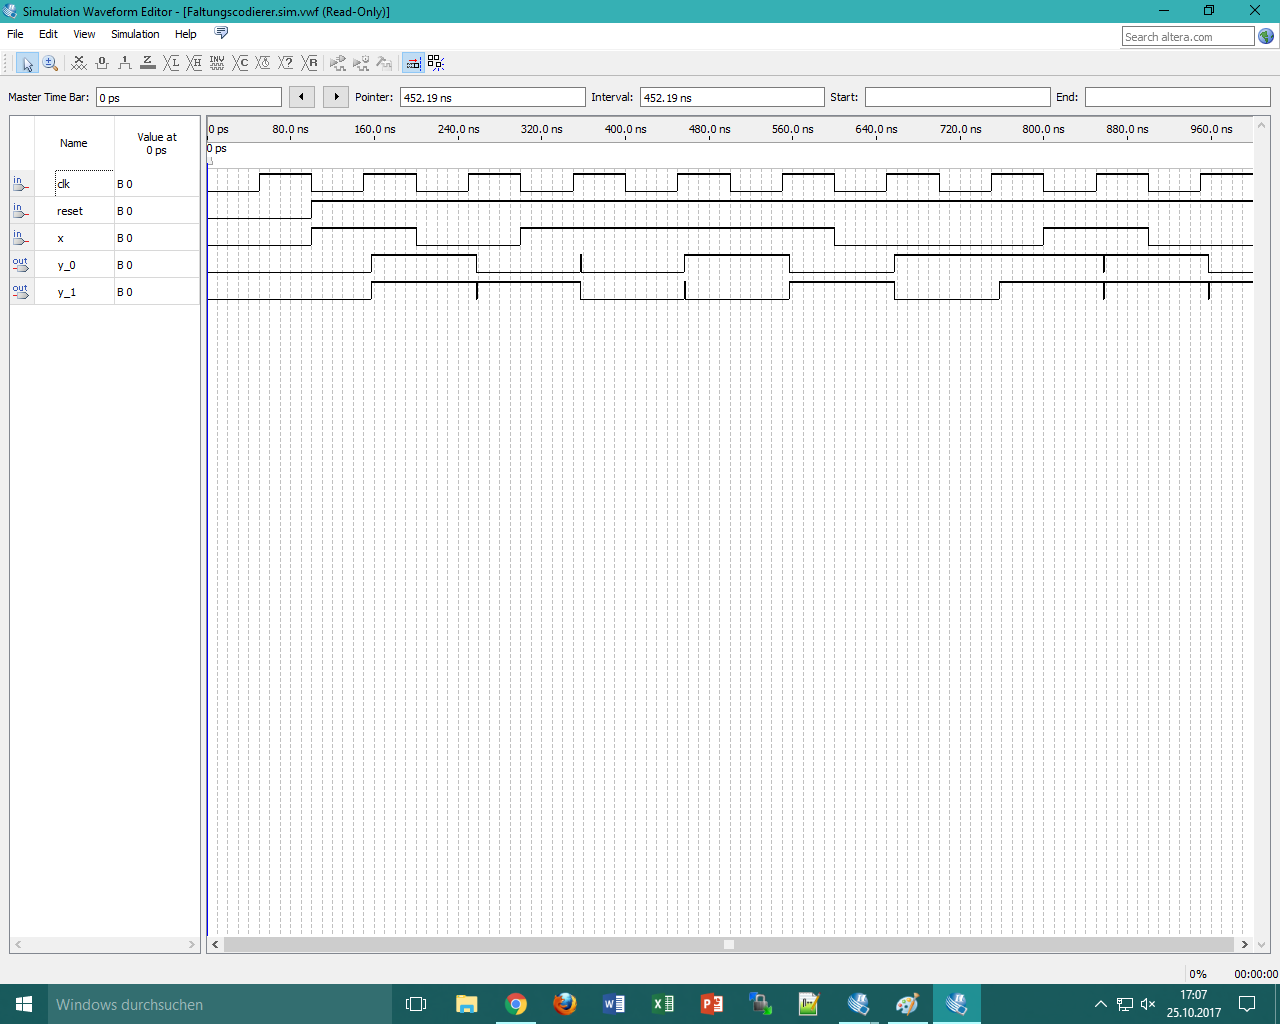 Simulation Waveform Editor - [Faltungscodierer.sim.vwf (Read-Only)]
File Edit View Simulation Help
Search altera.com
Master Time Bar: 0 ps Pointer: 452.19 ns Interval: 452.19 ns Start: End:
Name
Value at
0 ps
0 ps 80.0 ns 160.0 ns 240.0 ns 320.0 ns 400.0 ns 480.0 ns 560.0 ns 640.0 ns 720.0 ns 800.0 ns 880.0 ns 960.0 ns
0 ps
in clk B 0
in reset B 0
in x B 0
out y_0 B 0
out y_1 B 0
0% 00:00:00
Windows durchsuchen
17:07
25.10.2017